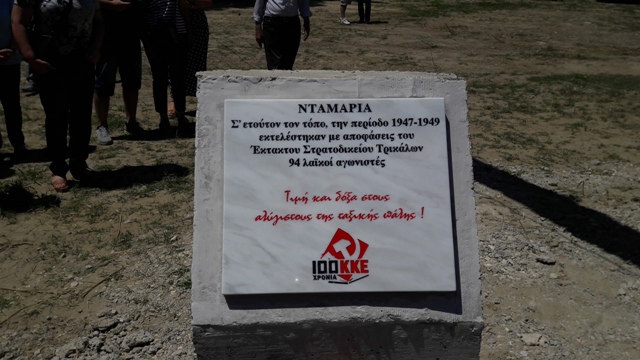 ΝΤΑΜΑΡΙΑ
Σ' ετούτον τον τόπο, την περίοδο 1947-1949
εκτελέστηκαν με αποφάσεις του
Έκτακτου Στρατοδικείου Τρικάλων
94 λαϊκοί αγωνιστές
Τιμή και δόξα στους
αλύγιστους της ταξικής πάλης !
100 ΚΚΕ
ΧΡΟΝΙΑ